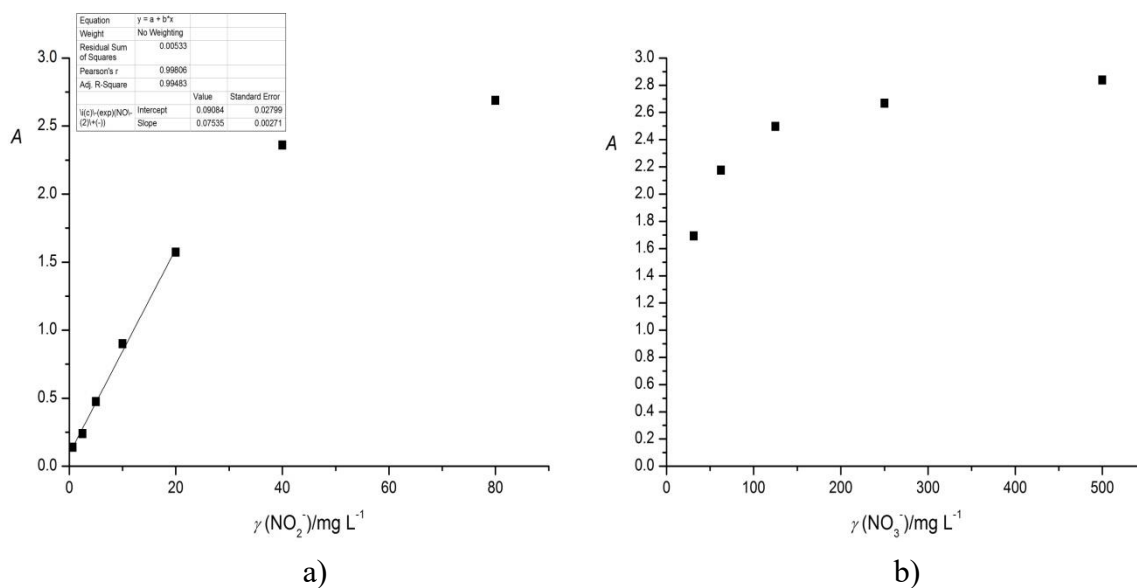 Equation y = a + b*x
Weight No Weighting
Residual Sum of Squares 0.00533
Pearson's r 0.99806
Adj. R-Square 0.99483
Value Standard Error
\i(c)\-(exp)(NO\-(2)\+(-)) Intercept 0.09084 0.02799
Slope 0.07535 0.00271
3.0
2.5
2.0
1.5
1.0
0.5
0.0
A
0 20 40 60 80
γ (NO₂⁻)/mg L⁻¹
a)
3.0
2.8
2.6
2.4
2.2
2.0
1.8
1.6
1.4
1.2
1.0
0.8
0.6
0.4
0.2
0.0
A
0 50 100 150 200 250 300 350 400 450 500
γ (NO₃⁻)/mg L⁻¹
b)